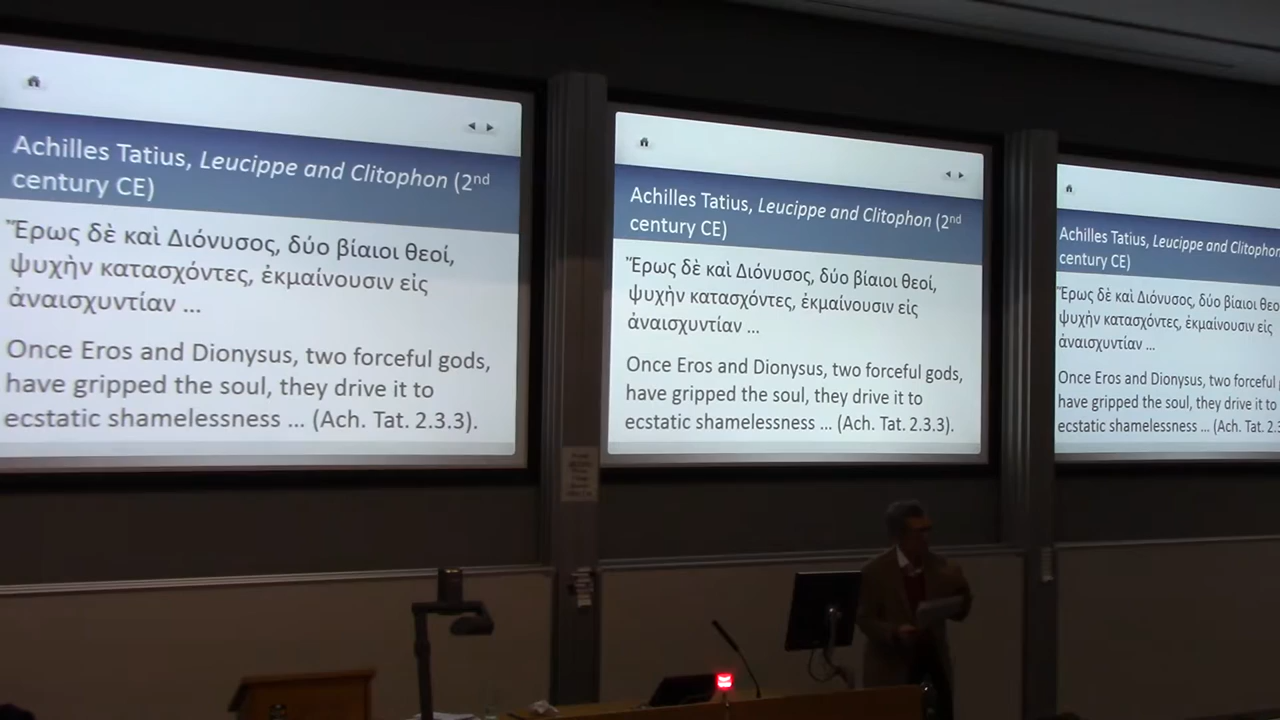 Achilles Tatius, Leucippe and Clitophon (2nd
century CE)
Ἔρως δὲ καὶ Διόνυσος, δύο βίαιοι θεοί,
ψυχὴν κατασχόντες, ἐκμαίνουσιν εἰς
ἀναισχυντίαν ...
Once Eros and Dionysus, two forceful gods,
have gripped the soul, they drive it to
ecstatic shamelessness ... (Ach. Tat. 2.3.3).
Achilles Tatius, Leucippe and Clitophon (2nd
century CE)
Ἔρως δὲ καὶ Διόνυσος, δύο βίαιοι θεοί,
ψυχὴν κατασχόντες, ἐκμαίνουσιν εἰς
ἀναισχυντίαν ...
Once Eros and Dionysus, two forceful gods,
have gripped the soul, they drive it to
ecstatic shamelessness ... (Ach. Tat. 2.3.3).
Achilles Tatius, Leucippe and Clitophon
century CE)
Ἔρως δὲ καὶ Διόνυσος, δύο βίαιοι θεο
ψυχὴν κατασχόντες, ἐκμαίνουσιν εἰς
ἀναισχυντίαν ...
Once Eros and Dionysus, two forceful
have gripped the soul, they drive it to
ecstatic shamelessness ... (Ach. Tat. 2.3